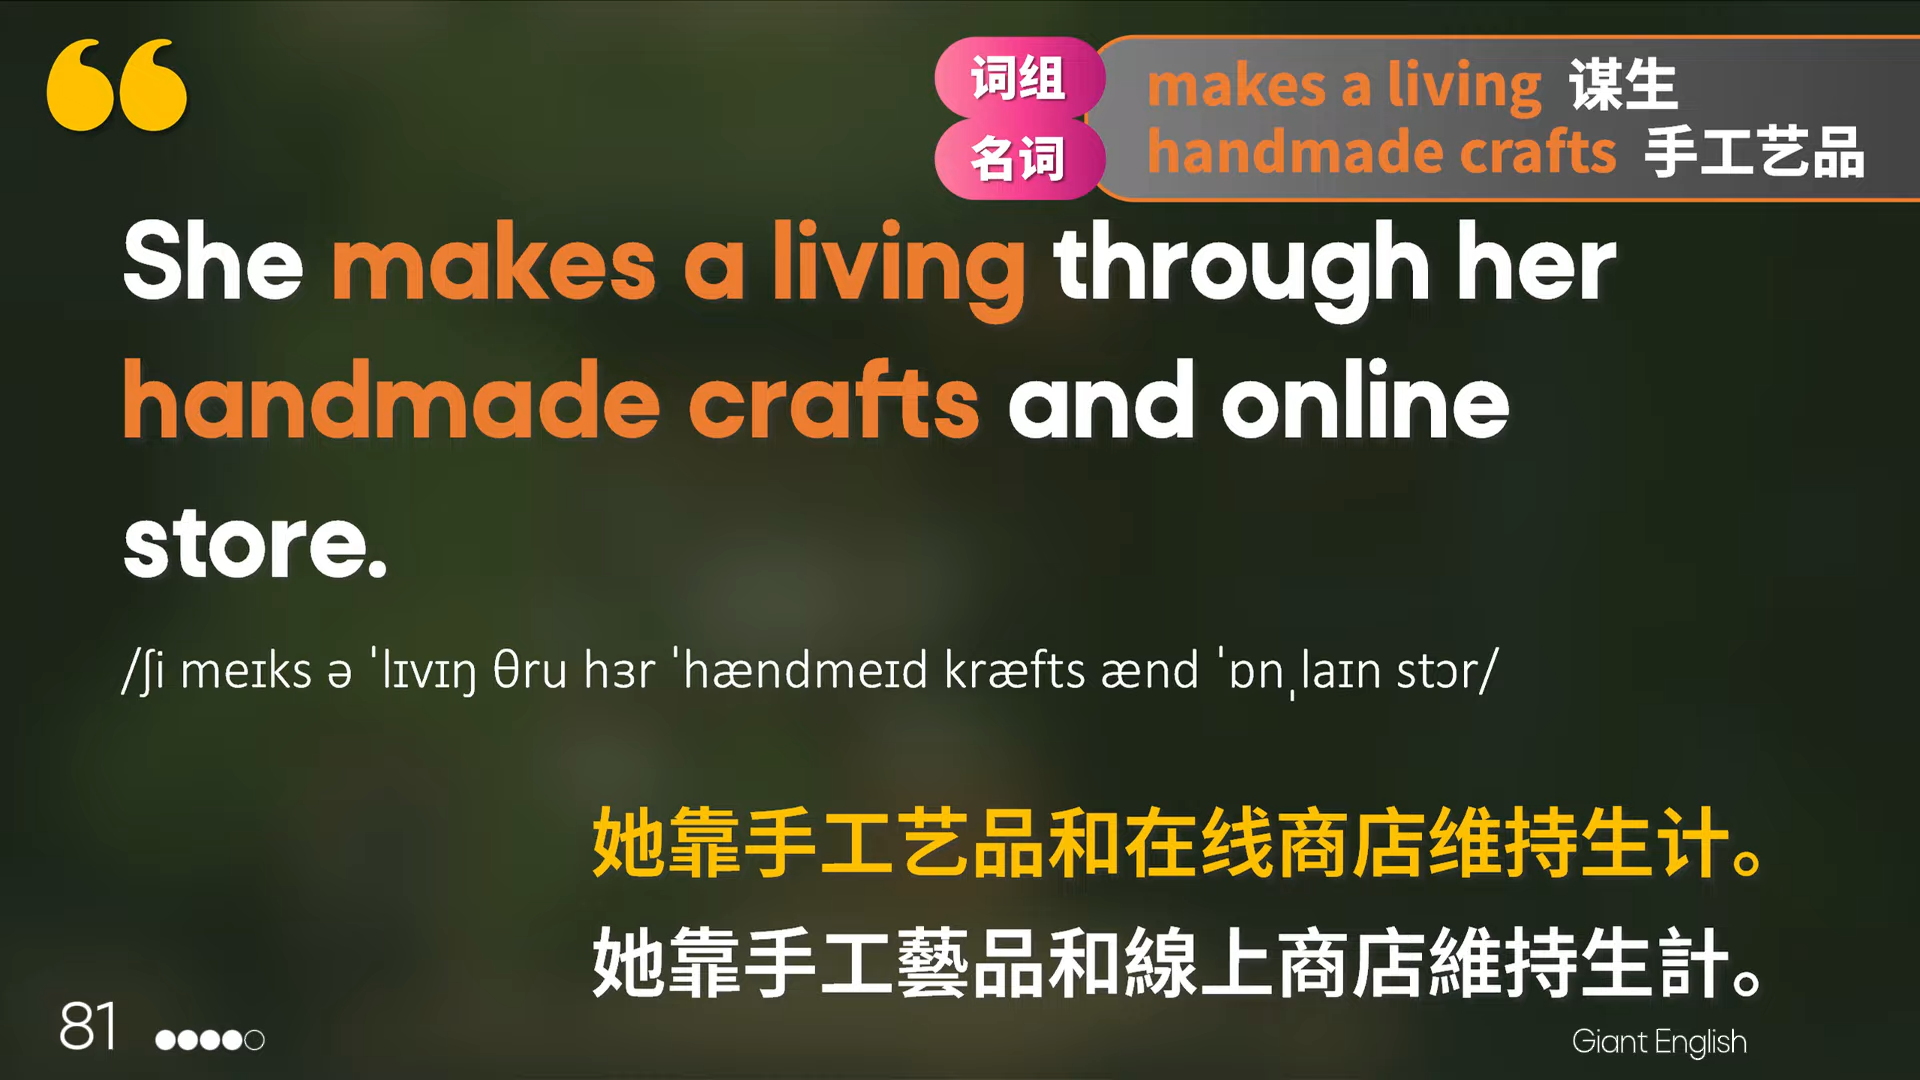 词组 makes a living 谋生
名词 handmade crafts 手工艺品
She makes a living through her
handmade crafts and online
store.
/ʃi meɪks ə ˈlɪvɪŋ θru hɜr ˈhændmeɪd kræfts ænd ˈɒnˌlaɪn stɔr/
她靠手工艺品和在线商店维持生计。
她靠手工藝品和線上商店維持生計。
81
Giant English